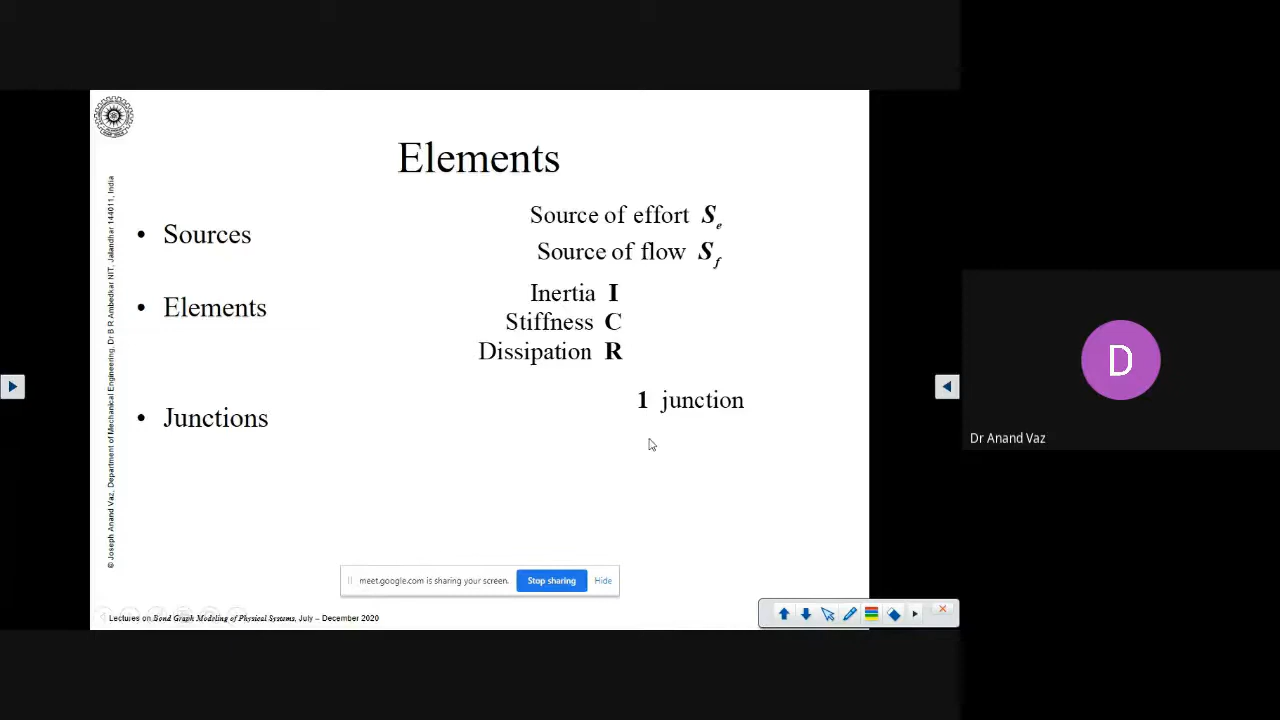 Elements
• Sources
Source of effort Se
Source of flow Sf
• Elements
Inertia I
Stiffness C
Dissipation R
• Junctions
1 junction
© Joseph Anand Vaz, Department of Mechanical Engineering, Dr B R Ambedkar NIT, Jalandhar 144011, India
meet.google.com is sharing your screen. Stop sharing Hide
Lectures on Bond Graph Modeling of Physical Systems, July – December 2020
D
Dr Anand Vaz